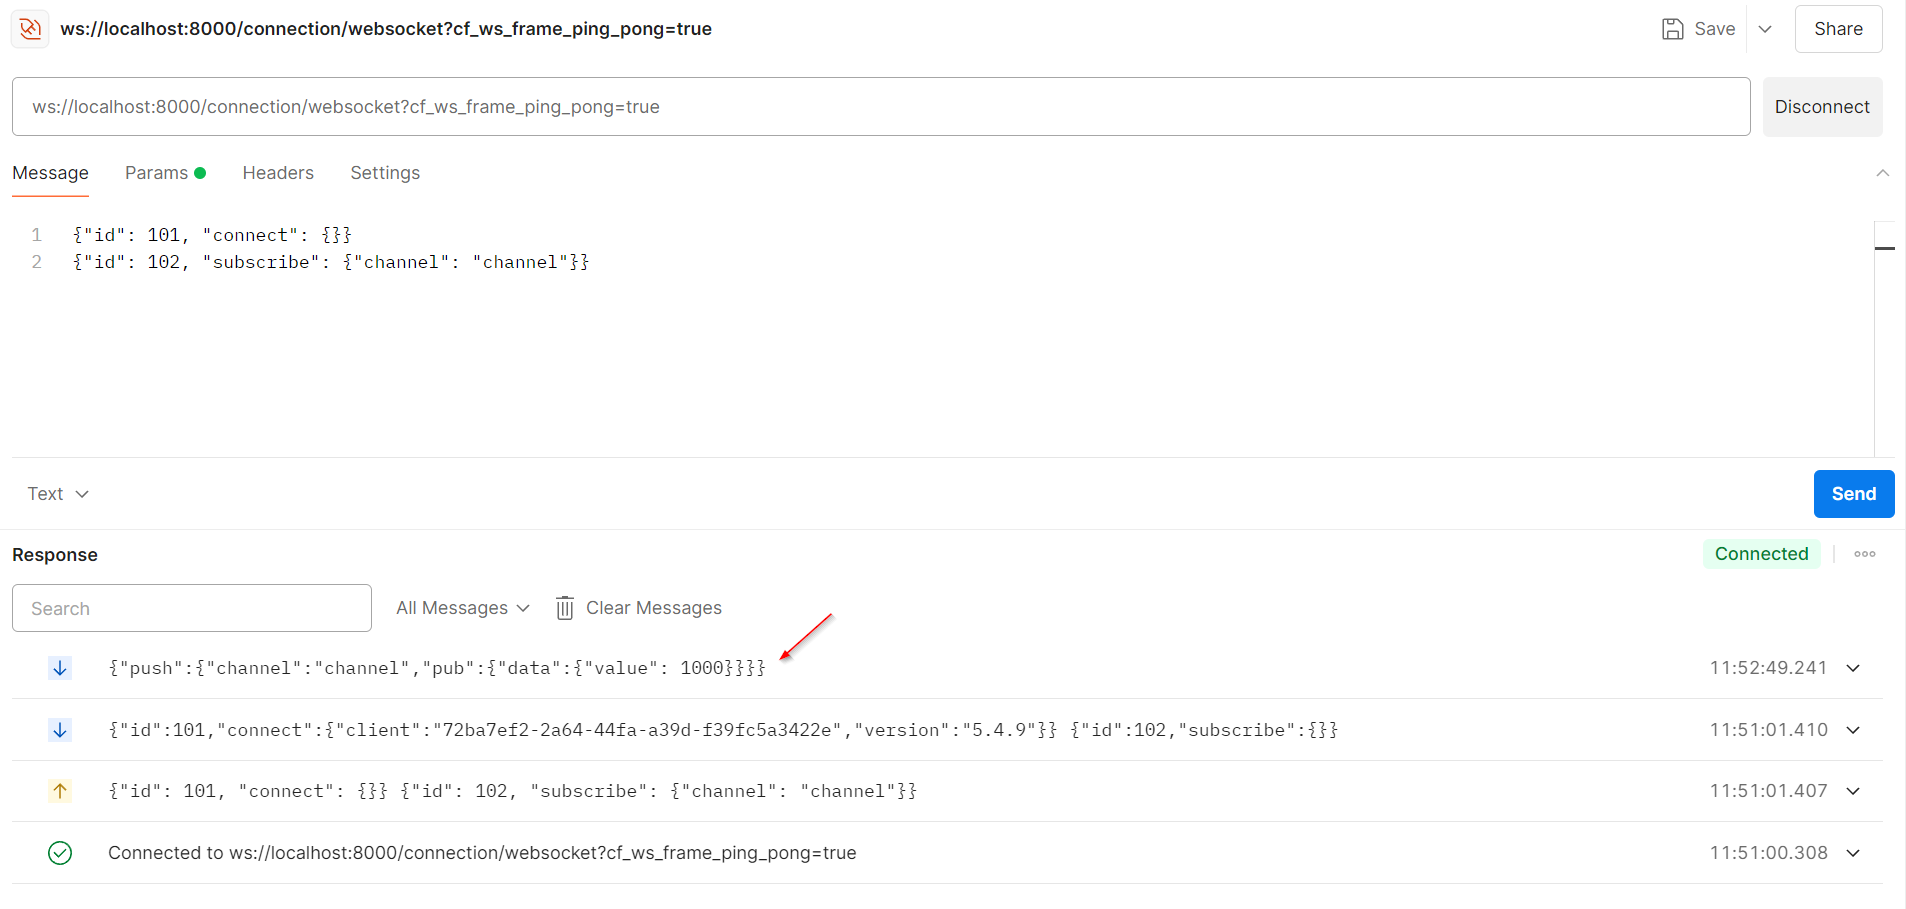 ws://localhost:8000/connection/websocket?cf_ws_frame_ping_pong=true
Save
Share
ws://localhost:8000/connection/websocket?cf_ws_frame_ping_pong=true
Disconnect
Message Params Headers Settings
1 {"id": 101, "connect": {}}
2 {"id": 102, "subscribe": {"channel": "channel"}}
Text
Send
Response
Connected
Search
All Messages
Clear Messages
{"push":{"channel":"channel","pub":{"data":{"value": 1000}}}} 11:52:49.241
{"id":101,"connect":{"client":"72ba7ef2-2a64-44fa-a39d-f39fc5a3422e","version":"5.4.9"}} {"id":102,"subscribe":{}} 11:51:01.410
{"id": 101, "connect": {}} {"id": 102, "subscribe": {"channel": "channel"}} 11:51:01.407
Connected to ws://localhost:8000/connection/websocket?cf_ws_frame_ping_pong=true 11:51:00.308